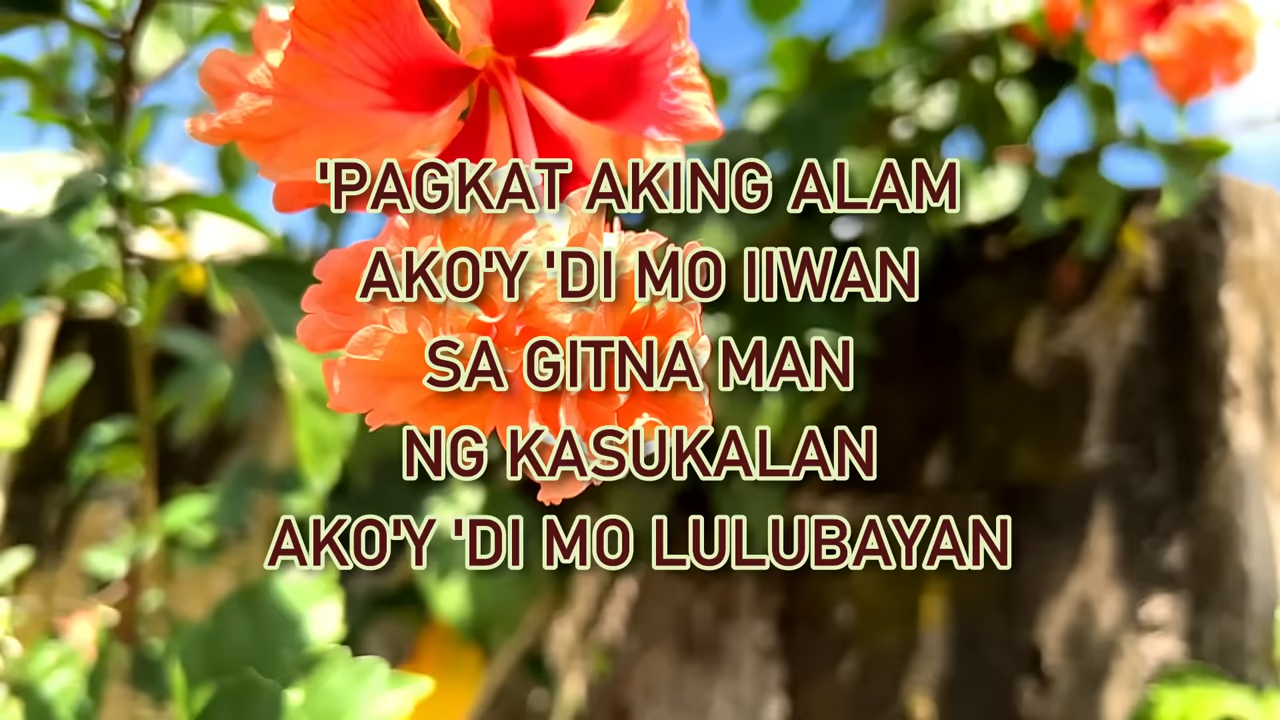 'PAGKAT AKING ALAM
AKO'Y 'DI MO IIWAN
SA GITNA MAN
NG KASUKALAN
AKO'Y 'DI MO LULUBAYAN